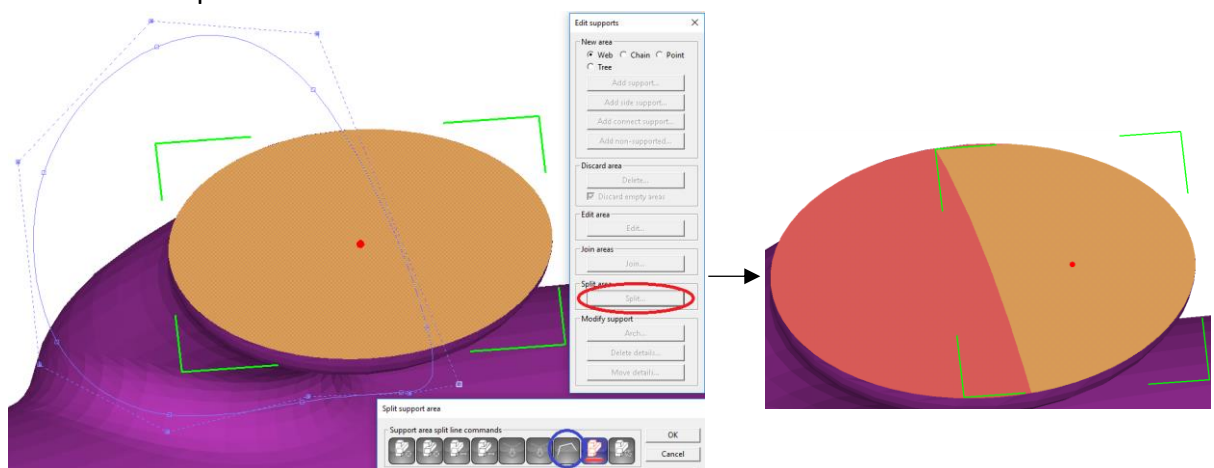 Edit supports
New area
Web Chain Point
Tree
Add support...
Add side support...
Add connect support...
Add non-supported...
Discard area
Delete...
Discard empty areas
Edit area
Edit...
Join areas
Join...
Split area
Split...
Modify support
Arch...
Delete details...
Move details...
Split support area
Support area split line commands
OK
Cancel